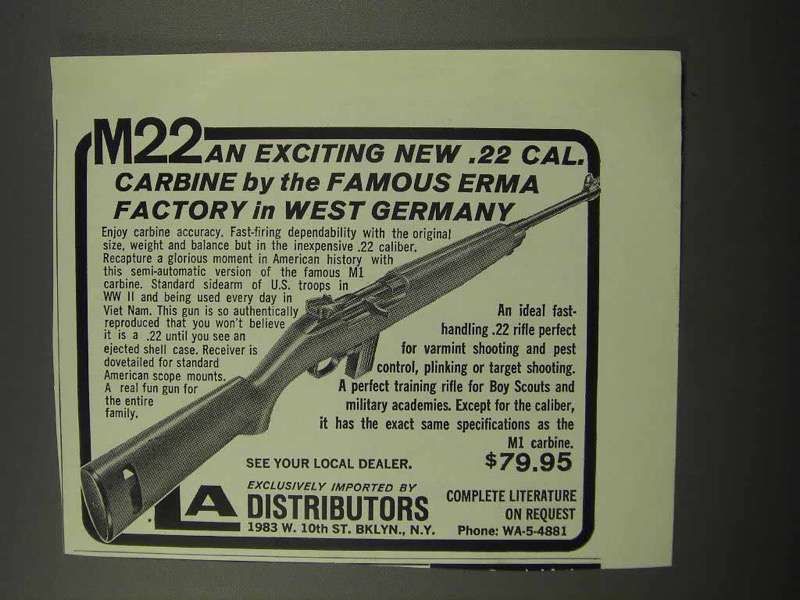 M22 AN EXCITING NEW .22 CAL.
CARBINE by the FAMOUS ERMA
FACTORY in WEST GERMANY
Enjoy carbine accuracy. Fast-firing dependability with the original
size, weight and balance but in the inexpensive .22 caliber.
Recapture a glorious moment in American history with
this semi-automatic version of the famous M1
carbine. Standard sidearm of U.S. troops in
WW II and being used every day in
Viet Nam. This gun is so authentically
reproduced that you won't believe
it is a .22 until you see an
ejected shell case. Receiver is
dovetailed for standard
American scope mounts.
A real fun gun for
the entire
family.
An ideal fast-
handling .22 rifle perfect
for varmint shooting and pest
control, plinking or target shooting.
A perfect training rifle for Boy Scouts and
military academies. Except for the caliber,
it has the exact same specifications as the
M1 carbine.
$79.95
SEE YOUR LOCAL DEALER.
EXCLUSIVELY IMPORTED BY
LA DISTRIBUTORS
1983 W. 10th ST. BKLYN., N.Y.
COMPLETE LITERATURE
ON REQUEST
Phone: WA-5-4881